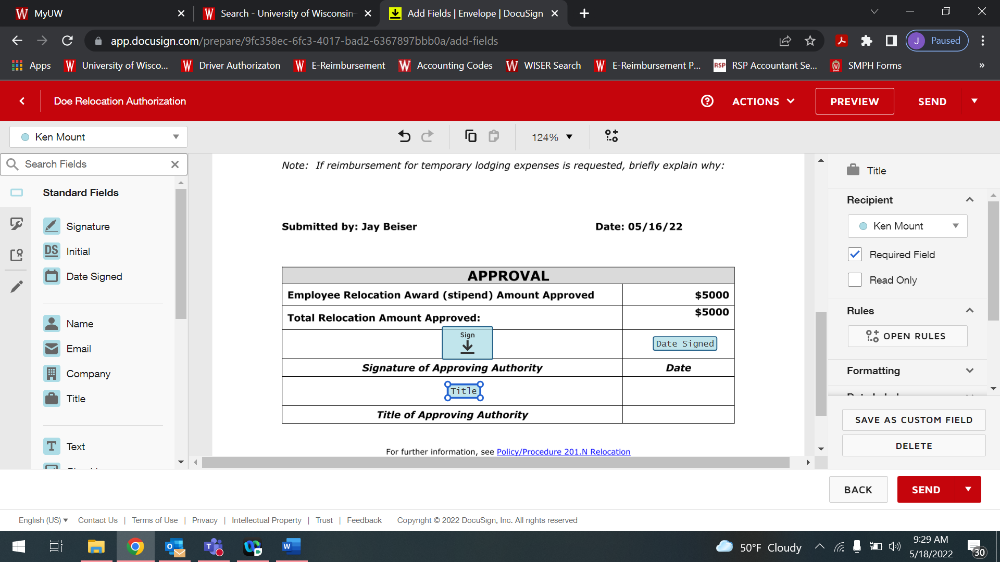 MyUW
Search - University of Wisconsin-
Add Fields | Envelope | DocuSign
app.docusign.com/prepare/9fc358ec-6fc3-4017-bad2-6367897bbb0a/add-fields
J Paused
Apps
University of Wisco...
Driver Authorizaton
E-Reimbursement
Accounting Codes
WISER Search
E-Reimbursement P...
RSP RSP Accountant Se...
SMPH Forms
»
Doe Relocation Authorization
ACTIONS
PREVIEW
SEND
Ken Mount
124%
Search Fields
Standard Fields
Signature
DS Initial
Date Signed
Name
Email
Company
Title
T Text
Note: If reimbursement for temporary lodging expenses is requested, briefly explain why:
Submitted by: Jay Beiser Date: 05/16/22
APPROVAL
Employee Relocation Award (stipend) Amount Approved $5000
Total Relocation Amount Approved: $5000
Sign
Date Signed
Signature of Approving Authority Date
Title
Title of Approving Authority
For further information, see Policy/Procedure 201.N Relocation
Title
Recipient
Ken Mount
Required Field
Read Only
Rules
OPEN RULES
Formatting
SAVE AS CUSTOM FIELD
DELETE
BACK
SEND
English (US) Contact Us | Terms of Use | Privacy | Intellectual Property | Trust | Feedback Copyright © 2022 DocuSign, Inc. All rights reserved
50°F Cloudy
9:29 AM
5/18/2022
30